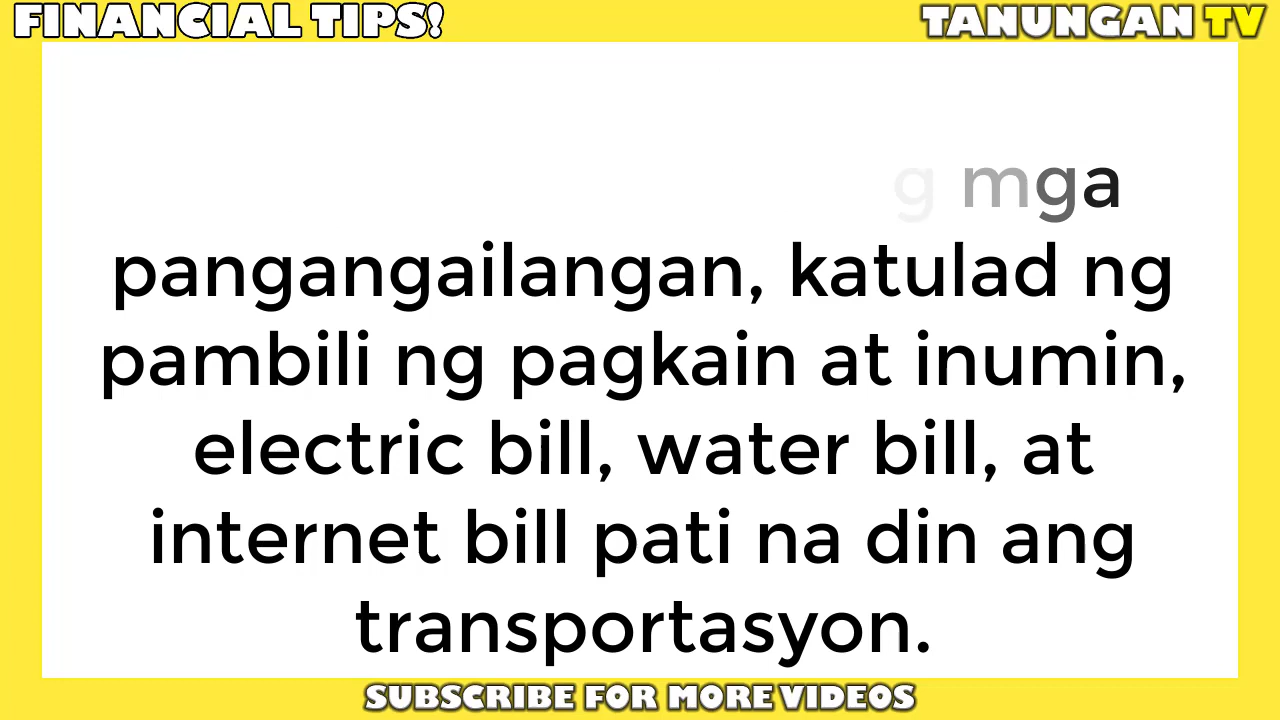 FINANCIAL TIPS!
TANUNGAN TV
g mga
pangangailangan, katulad ng
pambili ng pagkain at inumin,
electric bill, water bill, at
internet bill pati na din ang
transportasyon.
SUBSCRIBE FOR MORE VIDEOS